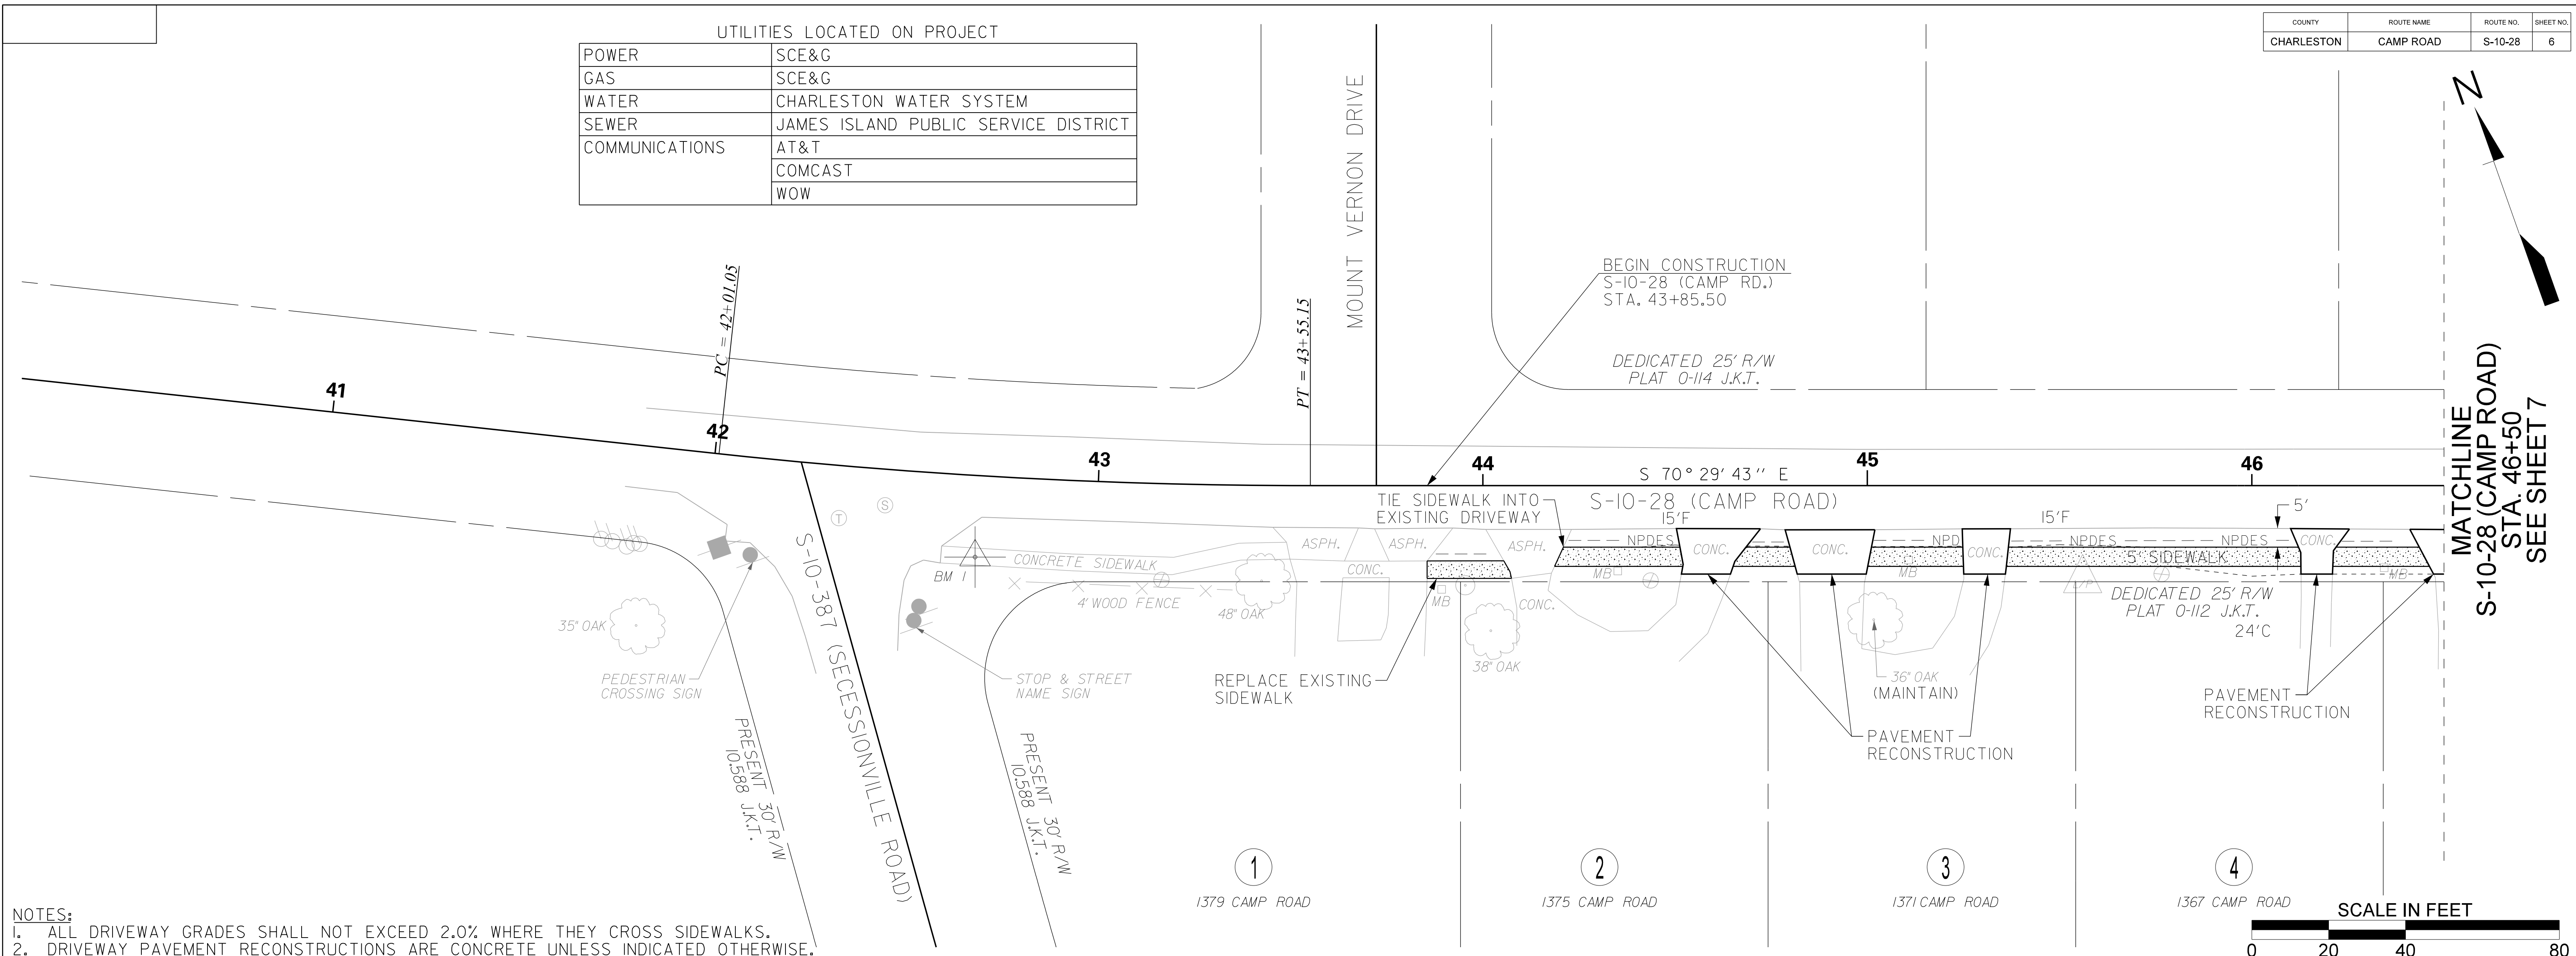 UTILITIES LOCATED ON PROJECT
POWER SCE&G
GAS SCE&G
WATER CHARLESTON WATER SYSTEM
SEWER JAMES ISLAND PUBLIC SERVICE DISTRICT
COMMUNICATIONS AT&T
COMCAST
WOW
COUNTY ROUTE NAME ROUTE NO. SHEET NO.
CHARLESTON CAMP ROAD S-10-28 6
N
MOUNT VERNON DRIVE
PC = 42+01.05
PT = 43+55.15
BEGIN CONSTRUCTION
S-10-28 (CAMP RD.)
STA. 43+85.50
DEDICATED 25' R/W
PLAT O-114 J.K.T.
41
42
43
44
45
46
S 70° 29' 43" E
S-10-28 (CAMP ROAD)
MATCHLINE
S-10-28 (CAMP ROAD)
STA. 46+50
SEE SHEET 7
TIE SIDEWALK INTO
EXISTING DRIVEWAY
15'F
15'F
5'
T
S
ASPH.
ASPH.
ASPH.
NPDES
CONC.
CONC.
NPD
CONC.
NPDES
NPDES
CONC.
BM 1
CONCRETE SIDEWALK
CONC.
5' SIDEWALK
MB
MB
MB
MB
4' WOOD FENCE
48" OAK
CONC.
35" OAK
38" OAK
36" OAK
(MAINTAIN)
DEDICATED 25' R/W
PLAT O-112 J.K.T.
24'C
PEDESTRIAN
CROSSING SIGN
STOP & STREET
NAME SIGN
REPLACE EXISTING
SIDEWALK
PAVEMENT
RECONSTRUCTION
PAVEMENT
RECONSTRUCTION
S-10-387 (SECESSIONVILLE ROAD)
PRESENT 30' R/W
10.588 J.K.T.
PRESENT 30' R/W
10.588 J.K.T.
1
1379 CAMP ROAD
2
1375 CAMP ROAD
3
1371 CAMP ROAD
4
1367 CAMP ROAD
NOTES:
1. ALL DRIVEWAY GRADES SHALL NOT EXCEED 2.0% WHERE THEY CROSS SIDEWALKS.
2. DRIVEWAY PAVEMENT RECONSTRUCTIONS ARE CONCRETE UNLESS INDICATED OTHERWISE.
SCALE IN FEET
0 20 40 80